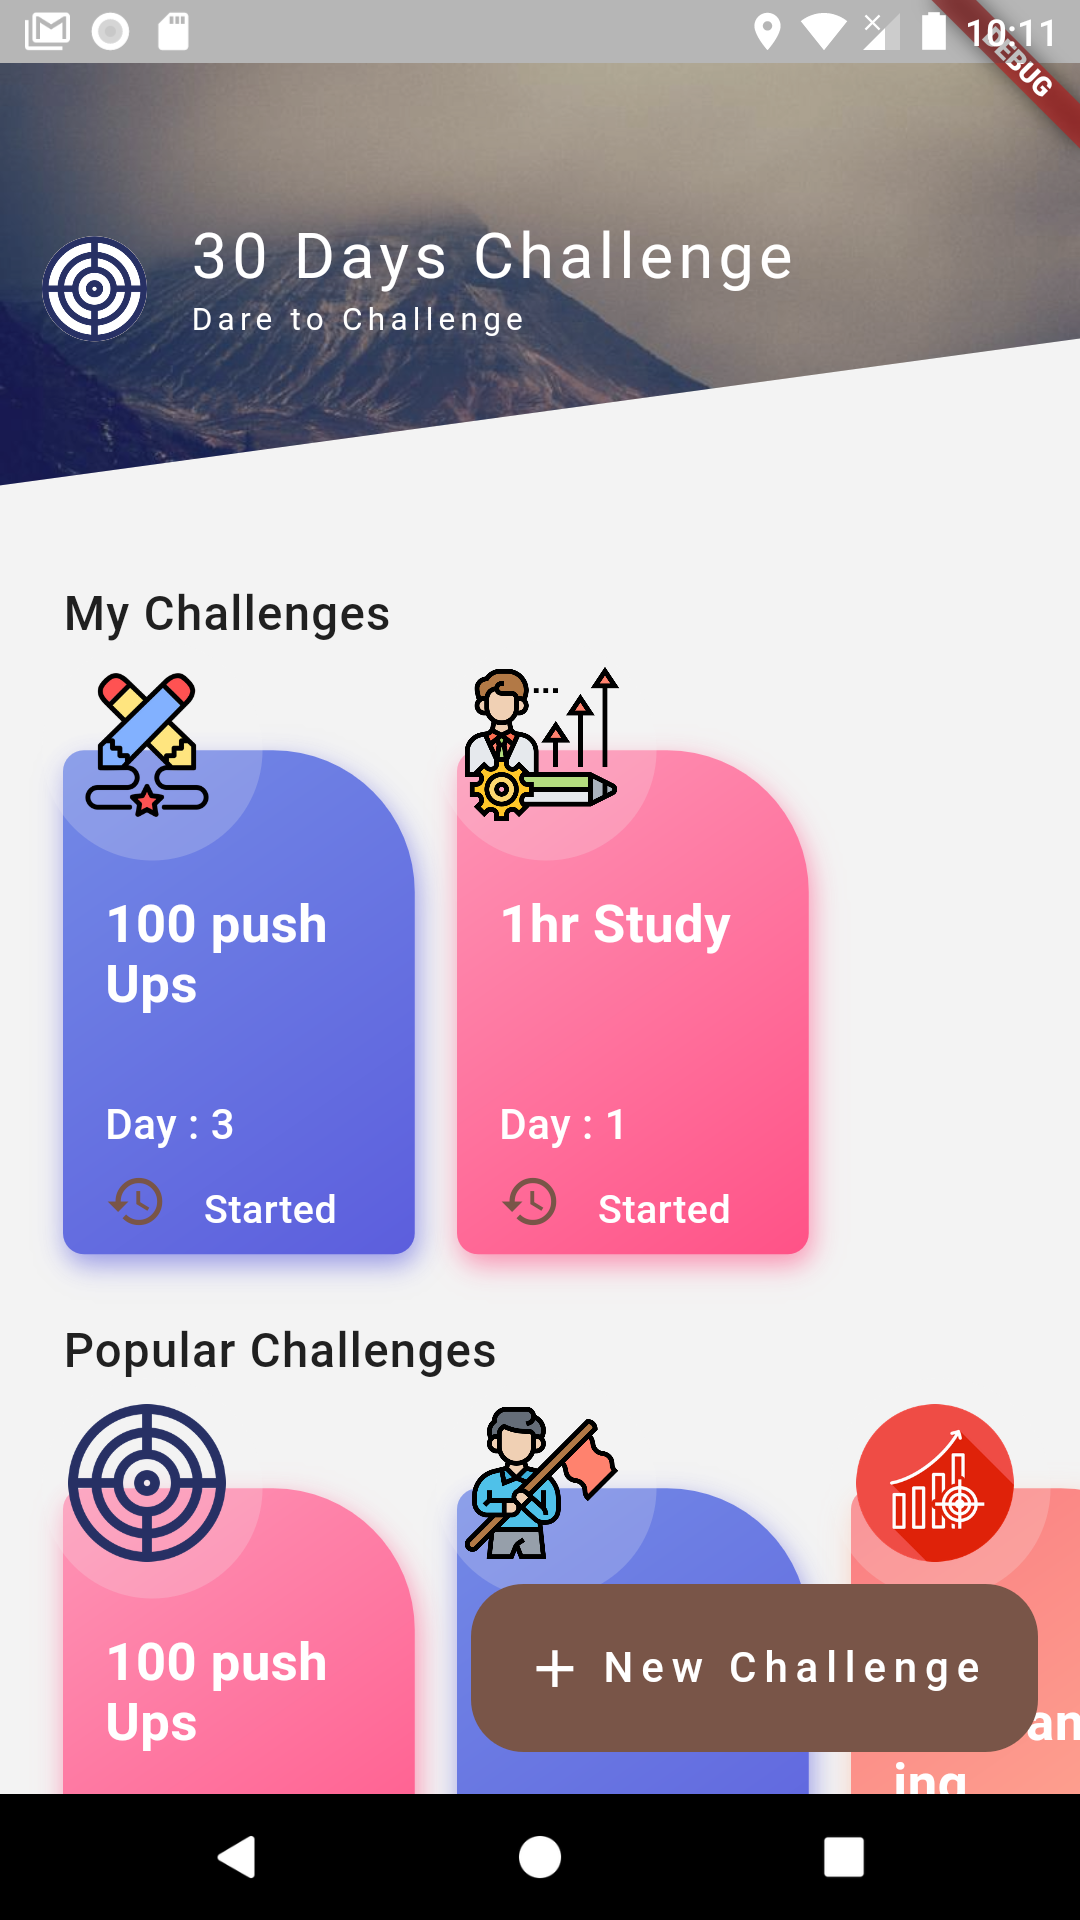 10:11
DEBUG
30 Days Challenge
Dare to Challenge
My Challenges
100 push
Ups
Day : 3
Started
1hr Study
Day : 1
Started
Popular Challenges
100 push
Ups
an
ing
+ New Challenge